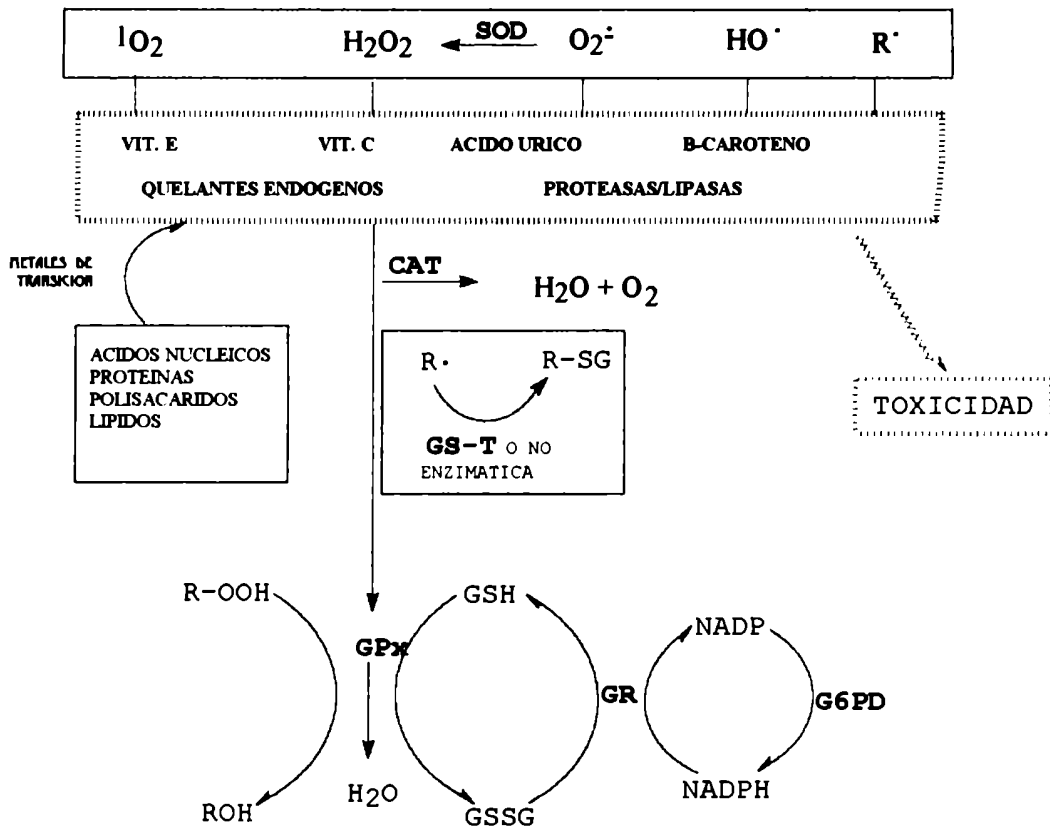 ¹O2 H2O2 SOD O2∸ HO· R·
VIT. E VIT. C ACIDO URICO B-CAROTENO
QUELANTES ENDOGENOS PROTEASAS/LIPASAS
METALES DE
TRANSICION
CAT
H2O + O2
ACIDOS NUCLEICOS
PROTEINAS
POLISACARIDOS
LIPIDOS
R· R-SG
GS-T O NO
ENZIMATICA
TOXICIDAD
R-OOH GSH
GPx NADP
GR G6PD
H2O NADPH
ROH GSSG